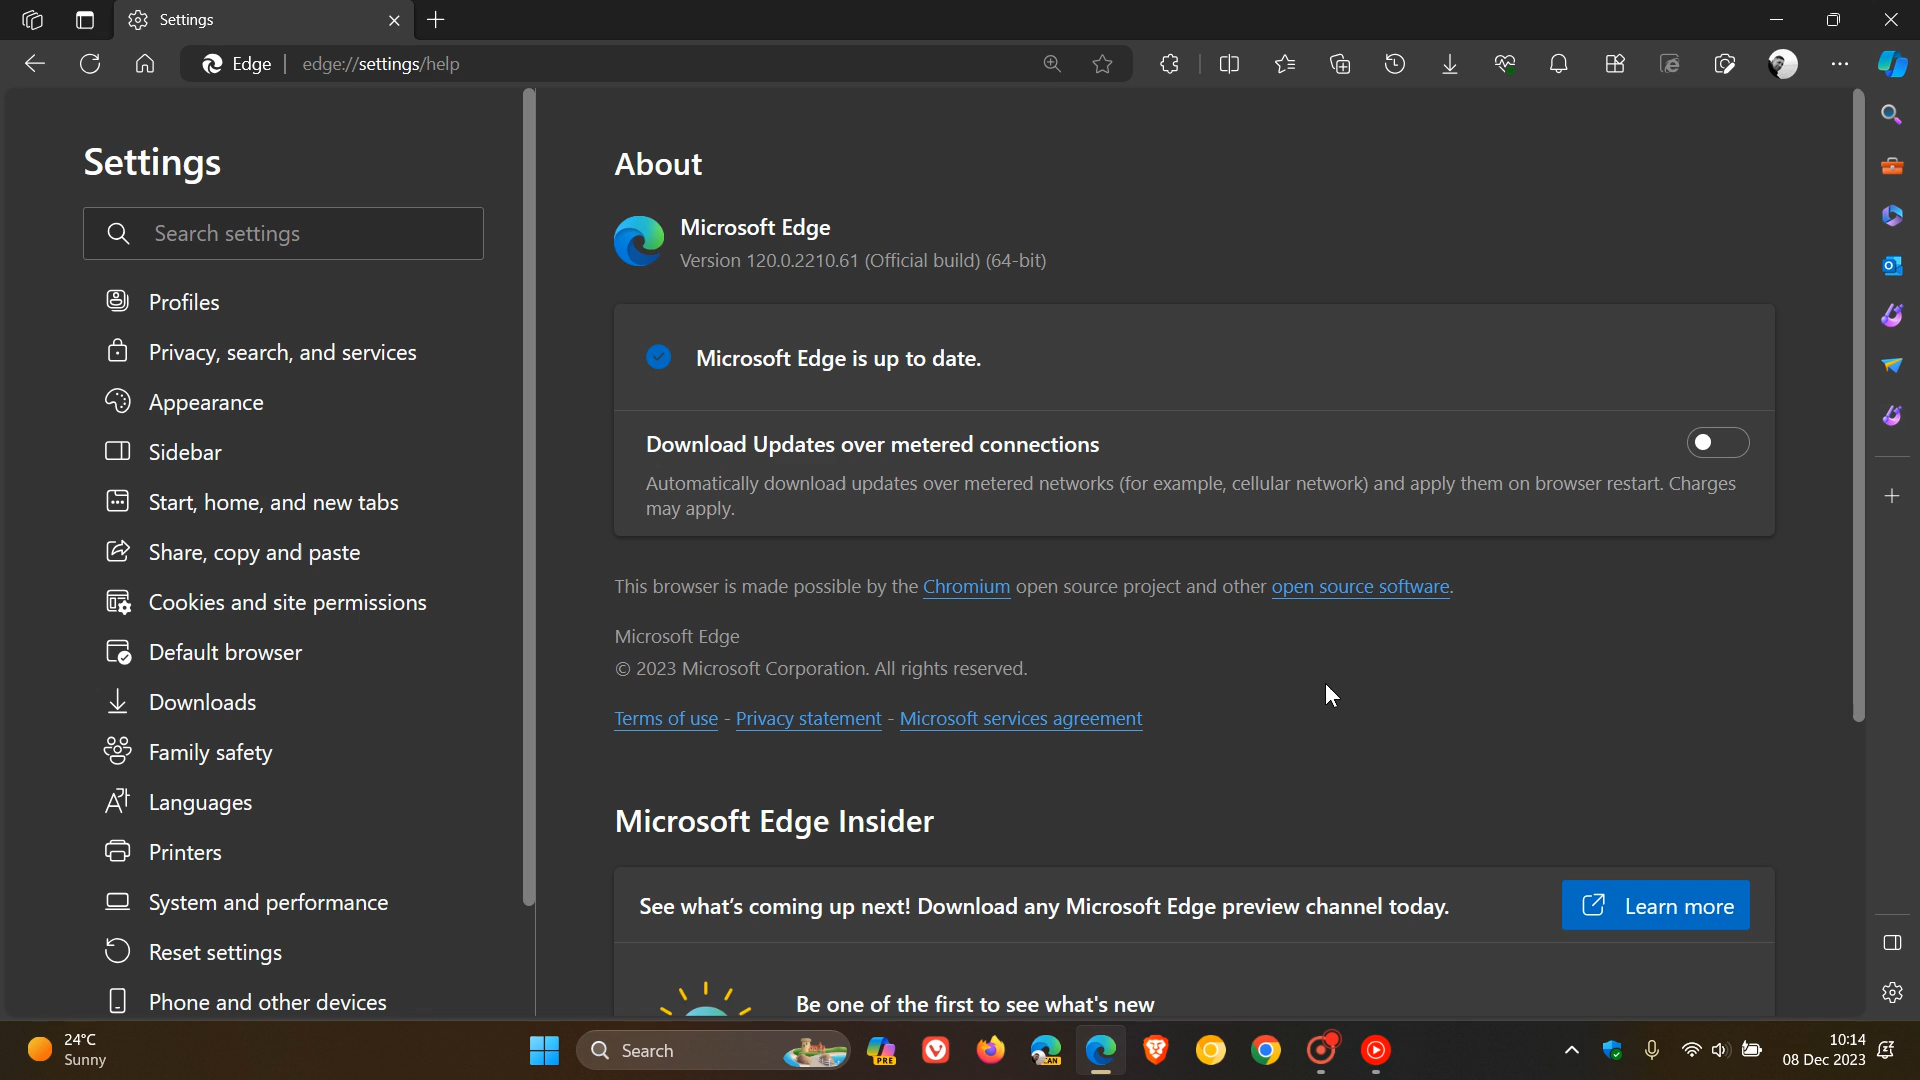 Settings
Edge
edge://settings/help
Settings
Search settings
Profiles
Privacy, search, and services
Appearance
Sidebar
Start, home, and new tabs
Share, copy and paste
Cookies and site permissions
Default browser
Downloads
Family safety
Languages
Printers
System and performance
Reset settings
Phone and other devices
About
Microsoft Edge
Version 120.0.2210.61 (Official build) (64-bit)
Microsoft Edge is up to date.
Download Updates over metered connections
Automatically download updates over metered networks (for example, cellular network) and apply them on browser restart. Charges
may apply.
This browser is made possible by the Chromium open source project and other open source software.
Microsoft Edge
© 2023 Microsoft Corporation. All rights reserved.
Terms of use - Privacy statement - Microsoft services agreement
Microsoft Edge Insider
See what's coming up next! Download any Microsoft Edge preview channel today.
Learn more
Be one of the first to see what's new
24°C
Sunny
Search
PRE
CAN
10:14
08 Dec 2023